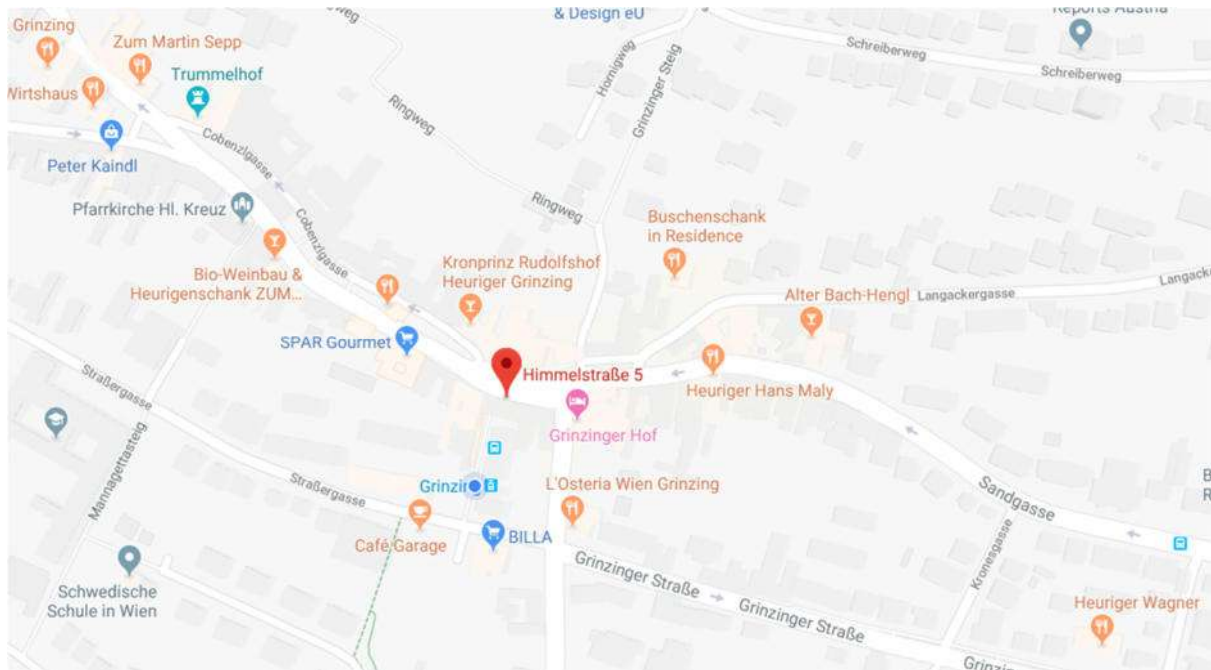 & Design eU
Reports Austria
Ringweg
Grinzing
Zum Martin Sepp
Hornigweg
Grinzinger Steig
Schreiberweg
Schreiberweg
Trummelhof
Wirtshaus
Ringweg
Cobenzlgasse
Peter Kaindl
Ringweg
Pfarrkirche Hl. Kreuz
Buschenschank
in Residence
Cobenzlgasse
Kronprinz Rudolfshof
Heuriger Grinzing
Bio-Weinbau &
Heurigenschank ZUM...
Langackergasse
Alter Bach-Hengl
SPAR Gourmet
Himmelstraße 5
Heuriger Hans Maly
Straßergasse
Grinzinger Hof
Mannagettasteig
Straßergasse
L'Osteria Wien Grinzing
Sandgasse
Café Garage
BILLA
Kronesgasse
Grinzinger Straße
Grinzinger Straße
Schwedische
Schule in Wien
Heuriger Wagner